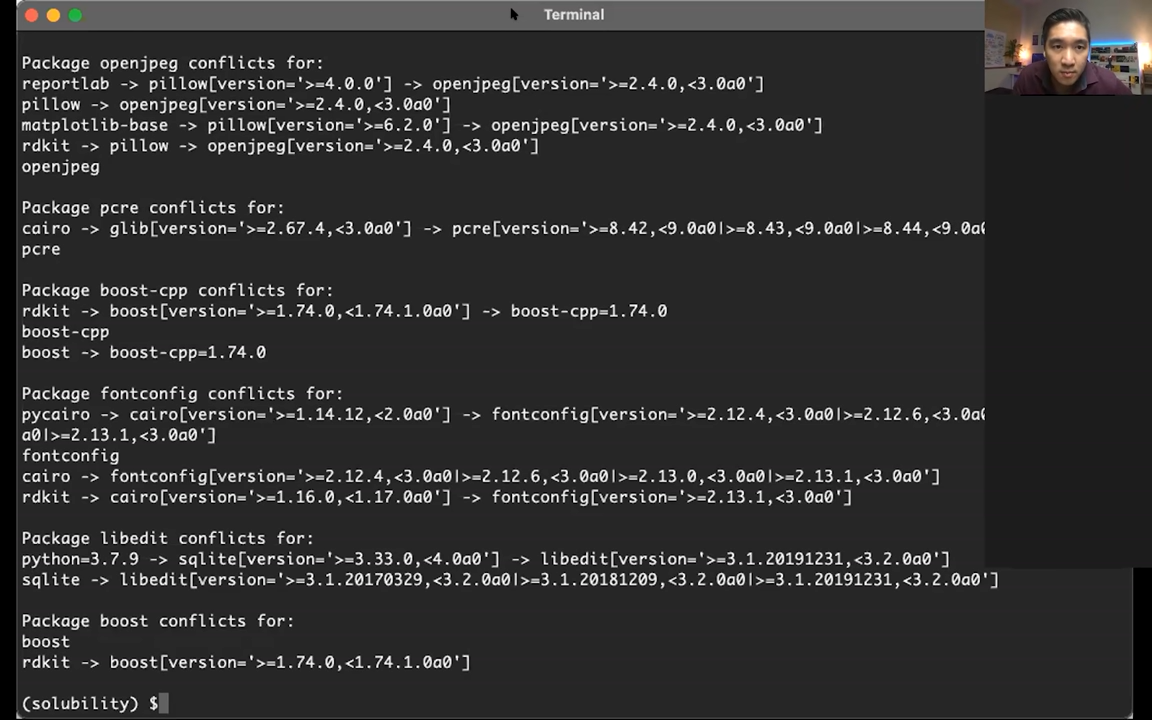 Terminal
Package openjpeg conflicts for:
reportlab -> pillow[version='>=4.0.0'] -> openjpeg[version='>=2.4.0,<3.0a0']
pillow -> openjpeg[version='>=2.4.0,<3.0a0']
matplotlib-base -> pillow[version='>=6.2.0'] -> openjpeg[version='>=2.4.0,<3.0a0']
rdkit -> pillow -> openjpeg[version='>=2.4.0,<3.0a0']
openjpeg
Package pcre conflicts for:
cairo -> glib[version='>=2.67.4,<3.0a0'] -> pcre[version='>=8.42,<9.0a0|>=8.43,<9.0a0|>=8.44,<9.0a0
pcre
Package boost-cpp conflicts for:
rdkit -> boost[version='>=1.74.0,<1.74.1.0a0'] -> boost-cpp=1.74.0
boost-cpp
boost -> boost-cpp=1.74.0
Package fontconfig conflicts for:
pycairo -> cairo[version='>=1.14.12,<2.0a0'] -> fontconfig[version='>=2.12.4,<3.0a0|>=2.12.6,<3.0a0
a0|>=2.13.1,<3.0a0']
fontconfig
cairo -> fontconfig[version='>=2.12.4,<3.0a0|>=2.12.6,<3.0a0|>=2.13.0,<3.0a0|>=2.13.1,<3.0a0']
rdkit -> cairo[version='>=1.16.0,<1.17.0a0'] -> fontconfig[version='>=2.13.1,<3.0a0']
Package libedit conflicts for:
python=3.7.9 -> sqlite[version='>=3.33.0,<4.0a0'] -> libedit[version='>=3.1.20191231,<3.2.0a0']
sqlite -> libedit[version='>=3.1.20170329,<3.2.0a0|>=3.1.20181209,<3.2.0a0|>=3.1.20191231,<3.2.0a0']
Package boost conflicts for:
boost
rdkit -> boost[version='>=1.74.0,<1.74.1.0a0']
(solubility) $